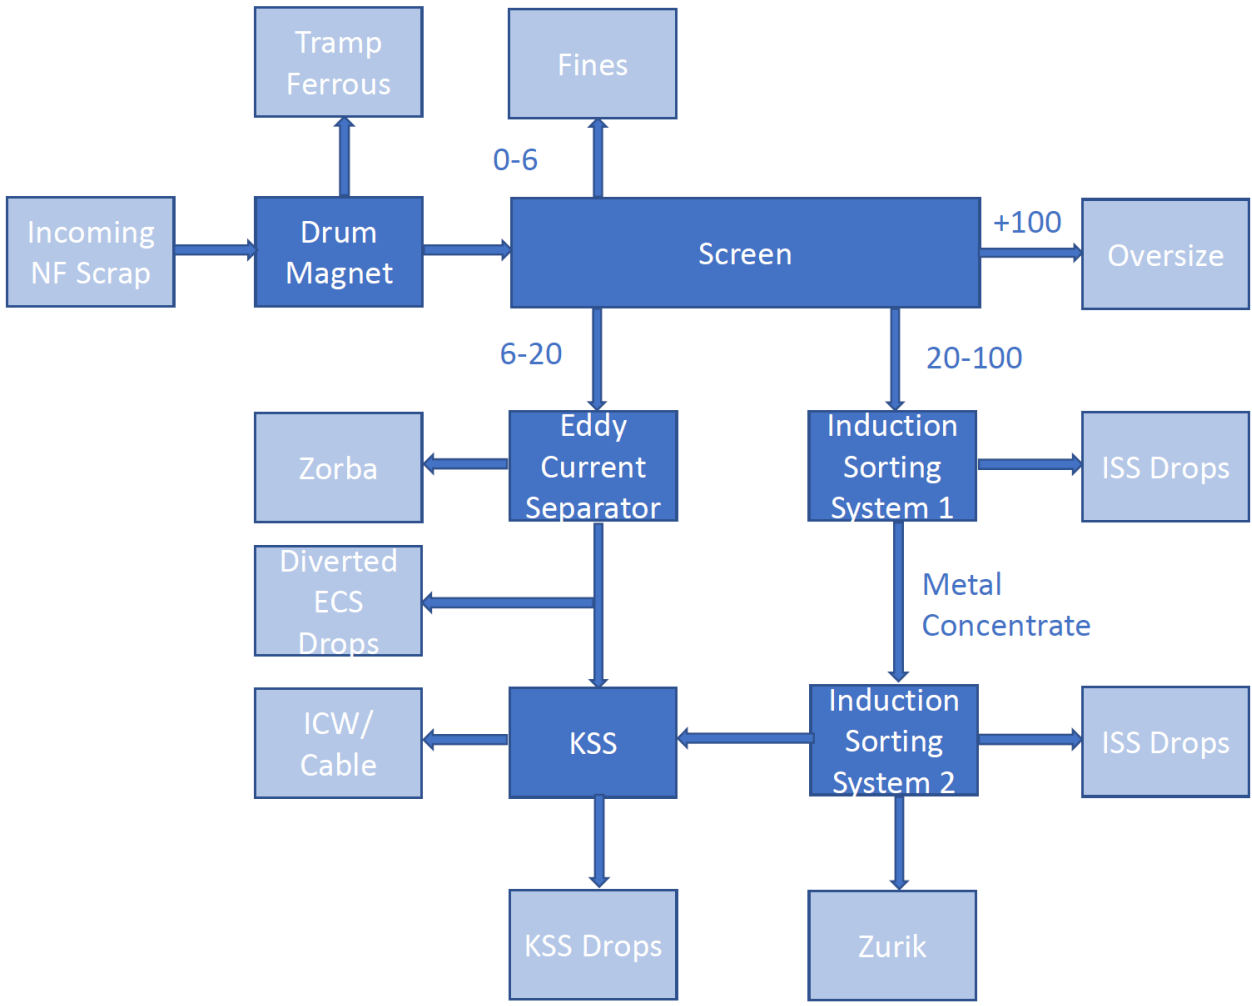 Tramp
Ferrous
Fines
0-6
Incoming
NF Scrap
Drum
Magnet
Screen
+100
Oversize
6-20
20-100
Zorba
Eddy
Current
Separator
Induction
Sorting
System 1
ISS Drops
Diverted
ECS
Drops
Metal
Concentrate
ICW/
Cable
KSS
Induction
Sorting
System 2
ISS Drops
KSS Drops
Zurik